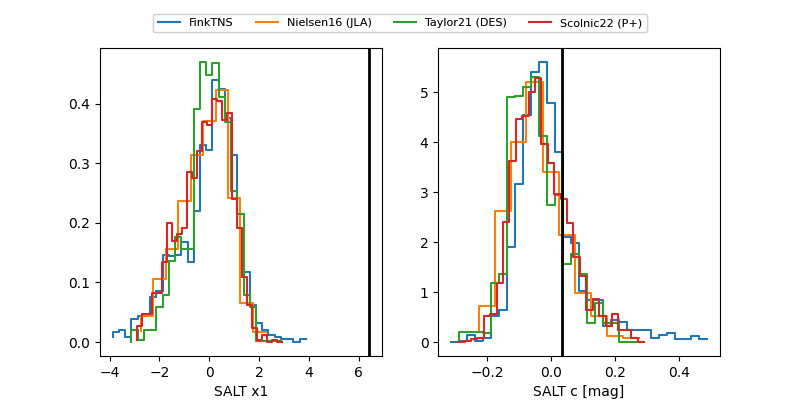 FinkTNS Nielsen16 (JLA) Taylor21 (DES) Scolnic22 (P+)
0.4
0.3
0.2
0.1
0.0
−4 −2 0 2 4 6
SALT x1
5
4
3
2
1
0
−0.2 0.0 0.2 0.4
SALT c [mag]